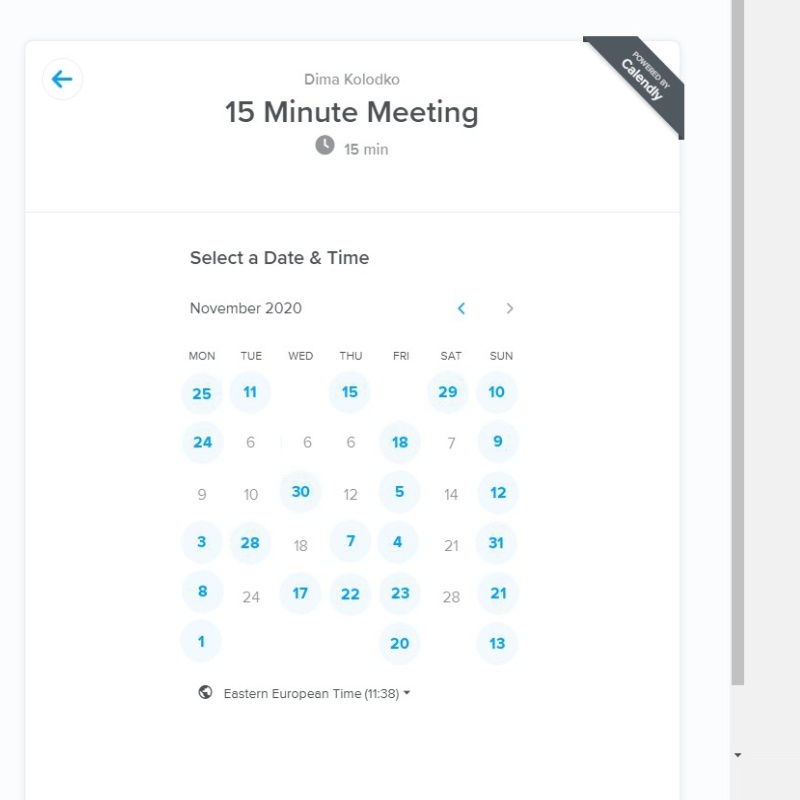 Dima Kolodko
POWERED BY
Calendly
15 Minute Meeting
15 min
Select a Date & Time
November 2020
MON TUE WED THU FRI SAT SUN
25 11 15 29 10
24 6 6 6 18 7 9
9 10 30 12 5 14 12
3 28 18 7 4 21 31
8 24 17 22 23 28 21
1 20 13
Eastern European Time (11:38)